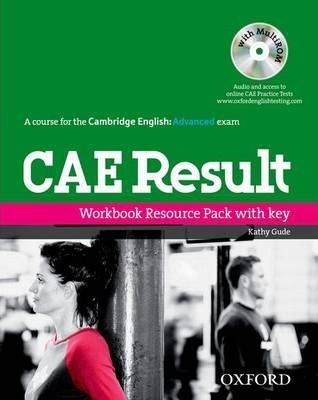 with MultiROM
Audio and access to
online CAE Practice Tests
www.oxfordenglishtesting.com
A course for the Cambridge English: Advanced exam
CAE Result
Workbook Resource Pack with key
Kathy Gude
OXFORD